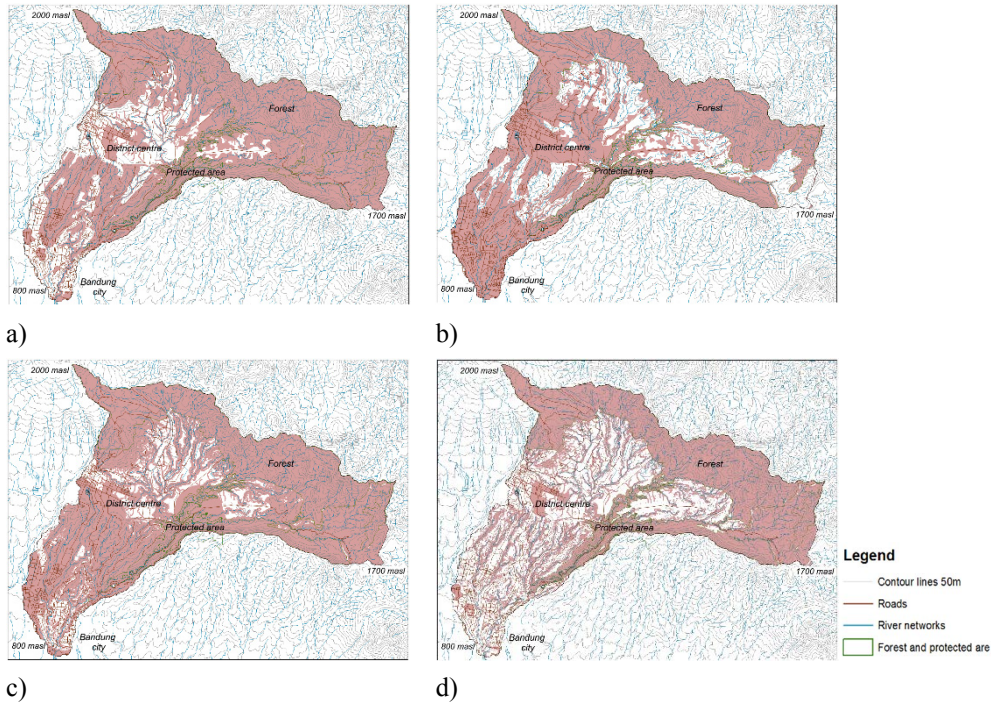 2000 masl
Forest
District centre
Protected area
1700 masl
800 masl
Bandung
city
2000 masl
Forest
District centre
Protected area
1700 masl
800 masl
Bandung
city
a)
b)
2000 masl
Forest
District centre
Protected area
1700 masl
800 masl
Bandung
city
2000 masl
Forest
District centre
Protected area
1700 masl
800 masl
Bandung
city
Legend
Contour lines 50m
Roads
River networks
Forest and protected are
c)
d)